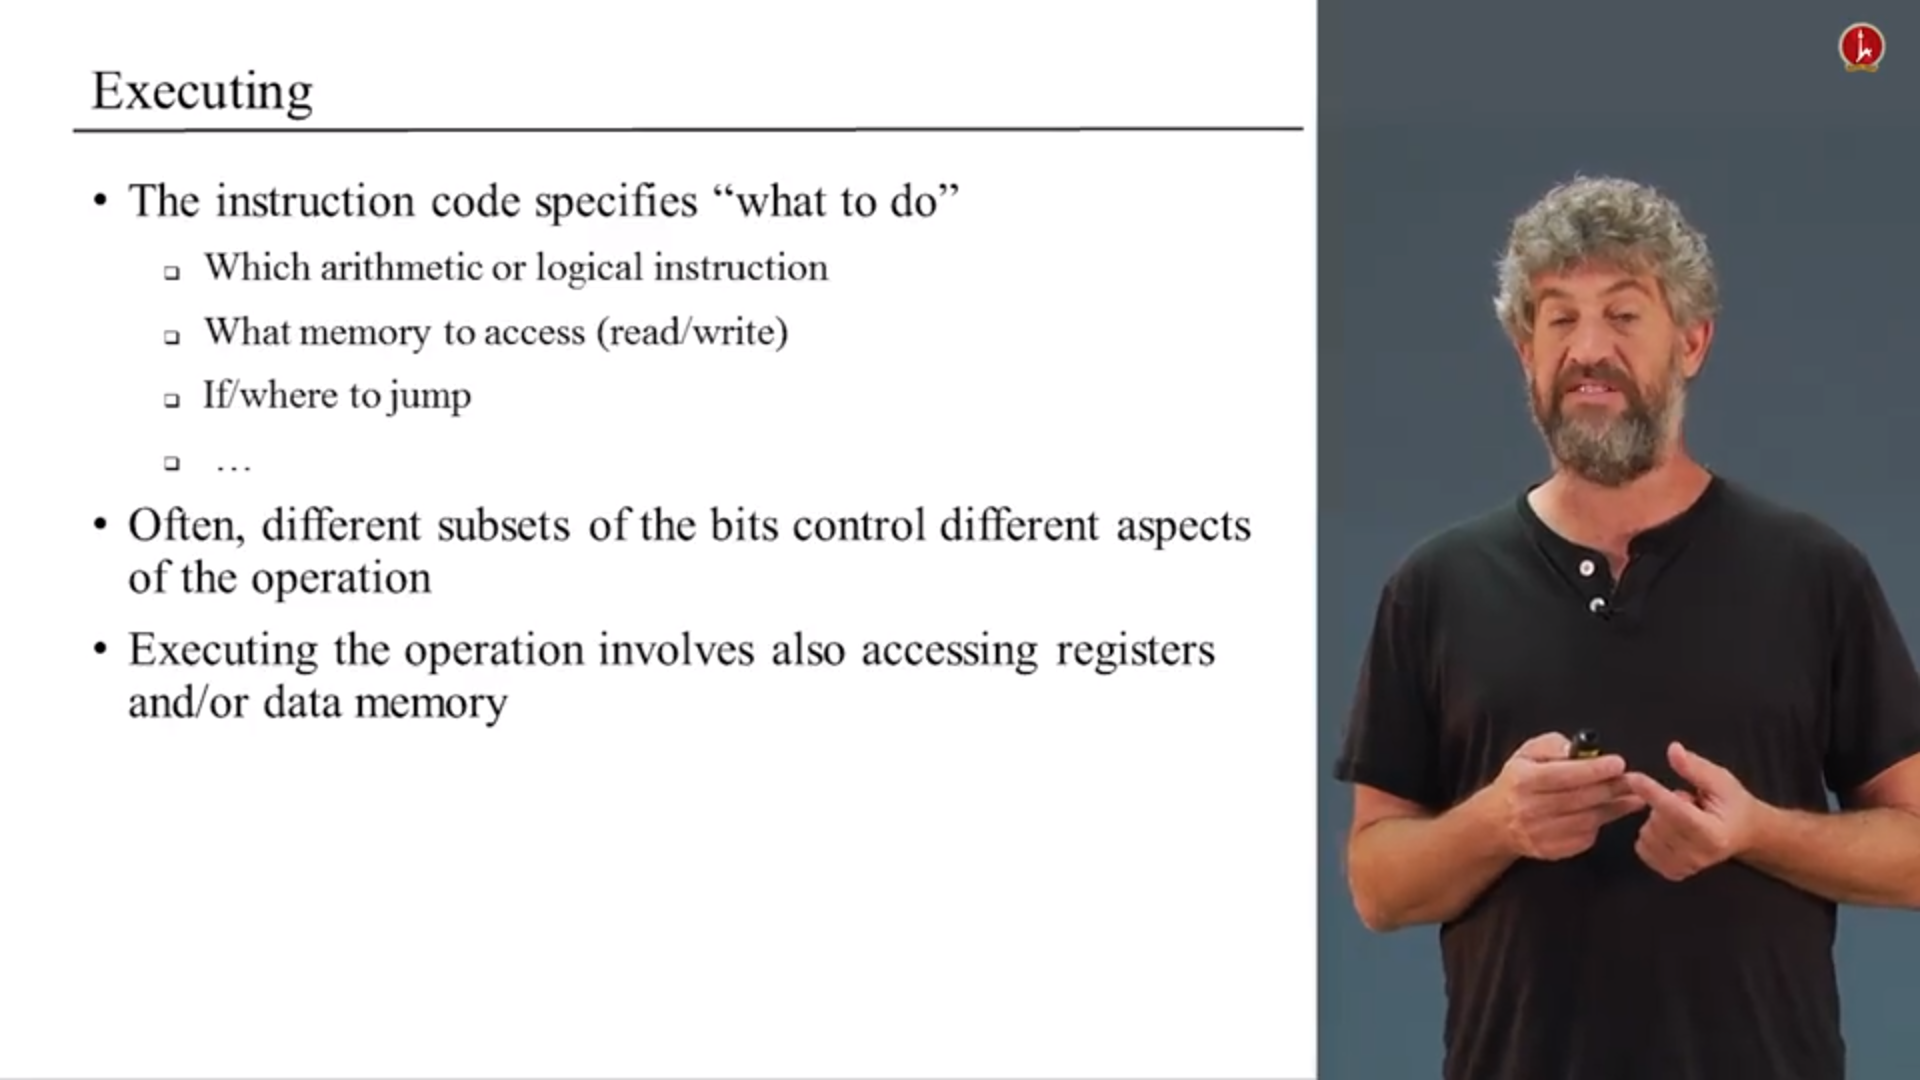 Executing
• The instruction code specifies “what to do”
❑ Which arithmetic or logical instruction
❑ What memory to access (read/write)
❑ If/where to jump
❑ …
• Often, different subsets of the bits control different aspects
of the operation
• Executing the operation involves also accessing registers
and/or data memory